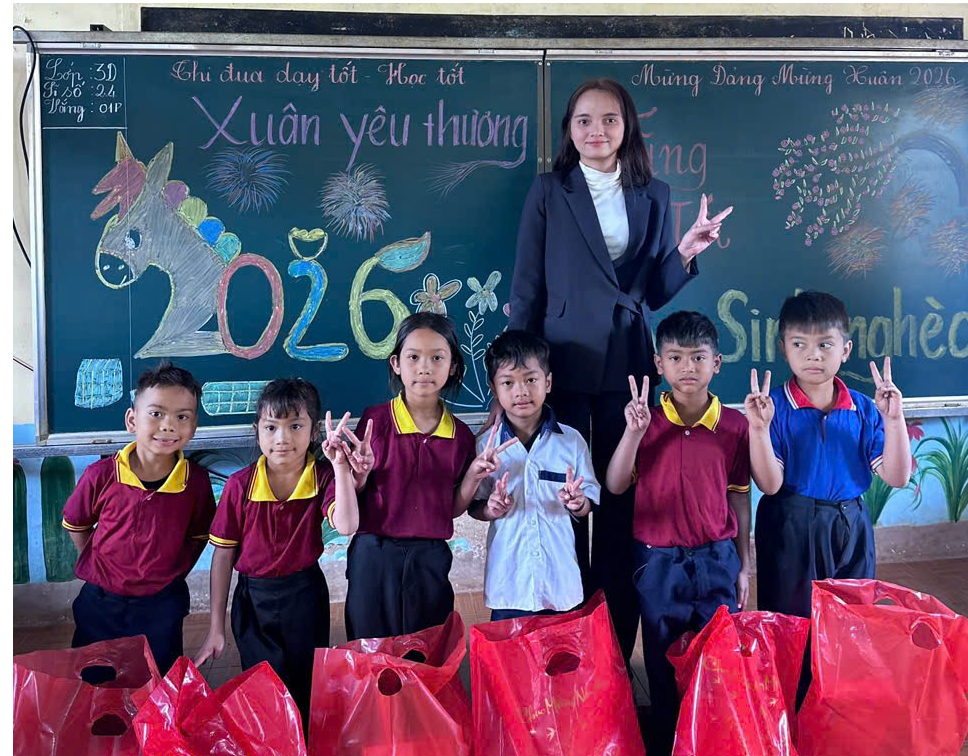 Lớp : 3D
Sĩ số : 24
Vắng : 01P
Thi đua dạy tốt - Học tốt
Xuân yêu thương
2026
Mừng Đảng Mừng Xuân 2026
nghèo